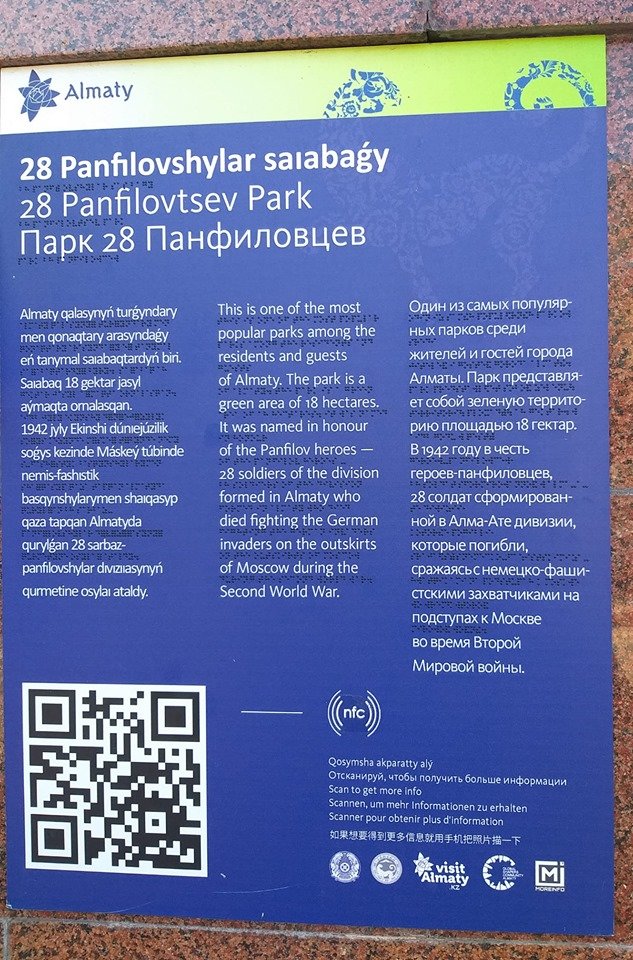 Almaty
28 Panfılovshylar saıabaǵy
28 Panfilovtsev Park
Парк 28 Панфиловцев
Almaty qalasynyń turǵyndary
men qonaqtary arasyndaǵy
eń tanymal saıabaqtardyń biri.
Saıabaq 18 gektar jasyl
aýmaqta ornalasqan.
1942 jyly Ekinshi dúnıejúzilik
soǵys kezinde Máskeý túbinde
nemis-fashıstik
basqynshylarymen shaıqasyp
qaza tapqan Almatyda
qurylǵan 28 sarbaz-
panfılovshylar dıvızııasynyń
qurmetine osylaı ataldy.
This is one of the most
popular parks among the
residents and guests
of Almaty. The park is a
green area of 18 hectares.
It was named in honour
of the Panfilov heroes —
28 soldiers of the division
formed in Almaty who
died fighting the German
invaders on the outskirts
of Moscow during the
Second World War.
Один из самых популяр-
ных парков среди
жителей и гостей города
Алматы. Парк представля-
ет собой зеленую террито-
рию площадью 18 гектар.
В 1942 году в честь
героев-панфиловцев,
28 солдат сформирован-
ной в Алма-Ате дивизии,
которые погибли,
сражаясь с немецко-фаши-
стскими захватчиками на
подступах к Москве
во время Второй
Мировой войны.
nfc
Qosymsha akparatty alý
Отсканируй, чтобы получить больше информации
Scan to get more info
Scannen, um mehr Informationen zu erhalten
Scanner pour obtenir plus d'information
如果想要得到更多信息就用手机把照片描一下
visit
Almaty
.KZ
GLOBAL
SHAPERS
COMMUNITY
ALMATY
M
MOREINFO